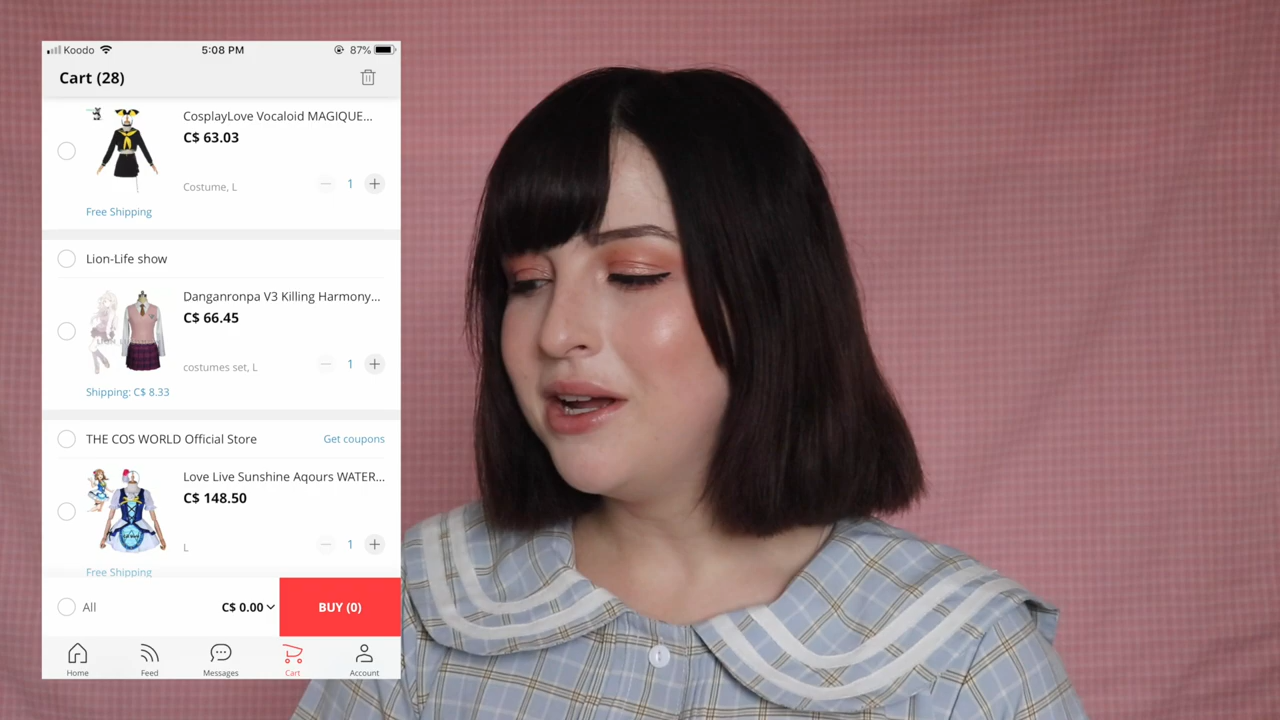 Koodo
5:08 PM
87%
Cart (28)
CosplayLove Vocaloid MAGIQUE...
C$ 63.03
Costume, L
1
Free Shipping
Lion-Life show
Danganronpa V3 Killing Harmony...
C$ 66.45
costumes set, L
1
Shipping: C$ 8.33
THE COS WORLD Official Store
Get coupons
Love Live Sunshine Aqours WATER...
C$ 148.50
L
1
Free Shipping
All
C$ 0.00
BUY (0)
Home
Feed
Messages
Cart
Account